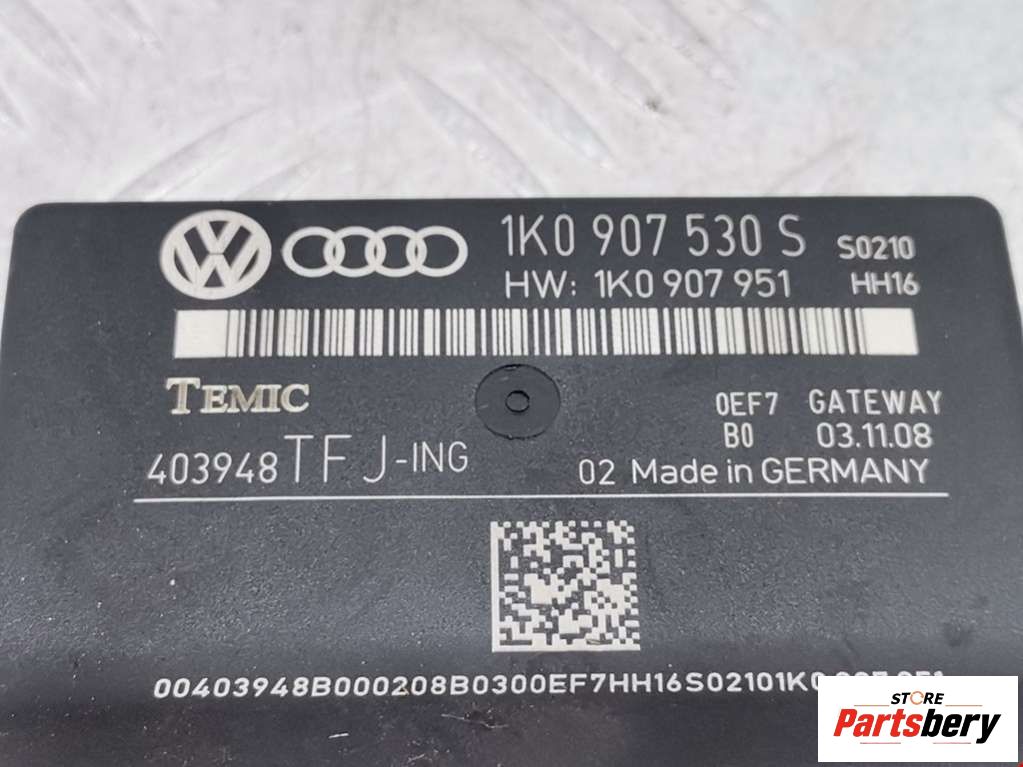 1K0 907 530 S S0210
HW: 1K0 907 951 HH16
TEMIC
0EF7 GATEWAY
B0 03.11.08
403948TFJ-ING
02 Made in GERMANY
00403948B000208B0300EF7HH16S02101K0
STORE
Partsbery